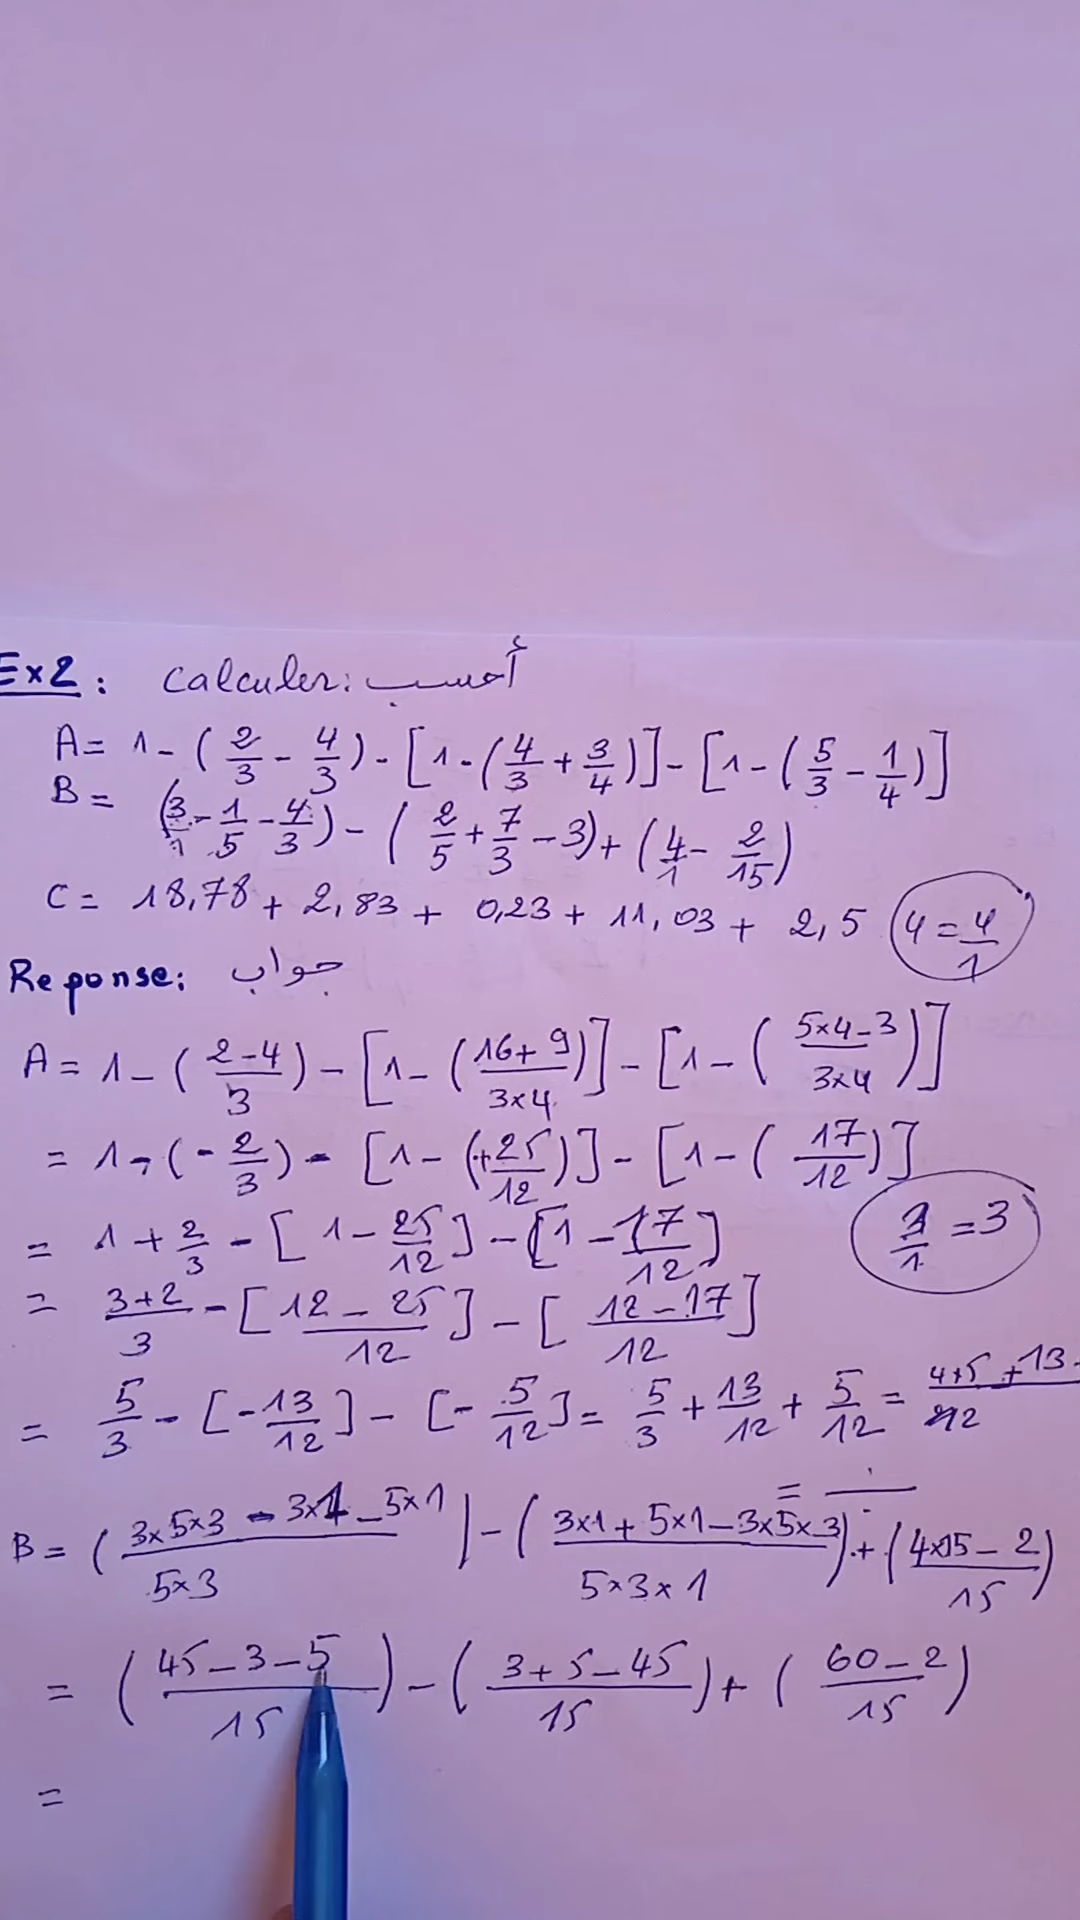 Ex2: Calculer: أحسب
A = 1 - (2/3 - 4/3) - [1 - (4/3 + 3/4)] - [1 - (5/3 - 1/4)]
B = (3/1 - 1/5 - 4/3) - (2/5 + 7/3 - 3) + (4/1 - 2/15)
C = 18,78 + 2,83 + 0,23 + 11,03 + 2,5 (4 = 4/1)
Reponse: جواب
A = 1 - (2-4/3) - [1 - (16+9/3×4)] - [1 - (5×4-3/3×4)]
= 1 - (-2/3) - [1 - (+25/12)] - [1 - (17/12)]
= 1 + 2/3 - [1 - 25/12] - [1 - 17/12] (3/1 = 3)
= 3+2/3 - [12-25/12] - [12-17/12]
= 5/3 - [-13/12] - [-5/12] = 5/3 + 13/12 + 5/12 = 4×5+13+/12
=
B = (3×5×3 - 3×1 - 5×1/5×3) - (3×1+5×1-3×5×3/5×3×1) + (4×15-2/15)
= (45-3-5/15) - (3+5-45/15) + (60-2/15)
=